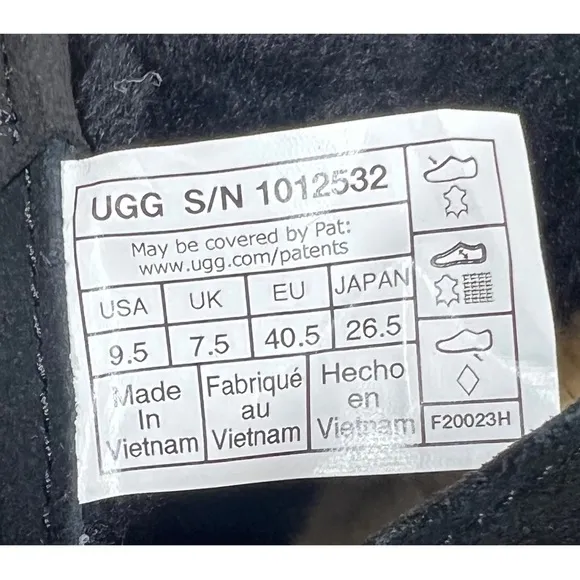 UGG S/N 1012532
May be covered by Pat:
www.ugg.com/patents
USA UK EU JAPAN
9.5 7.5 40.5 26.5
Made In Vietnam
Fabriqué au Vietnam
Hecho en Vietnam
F20023H